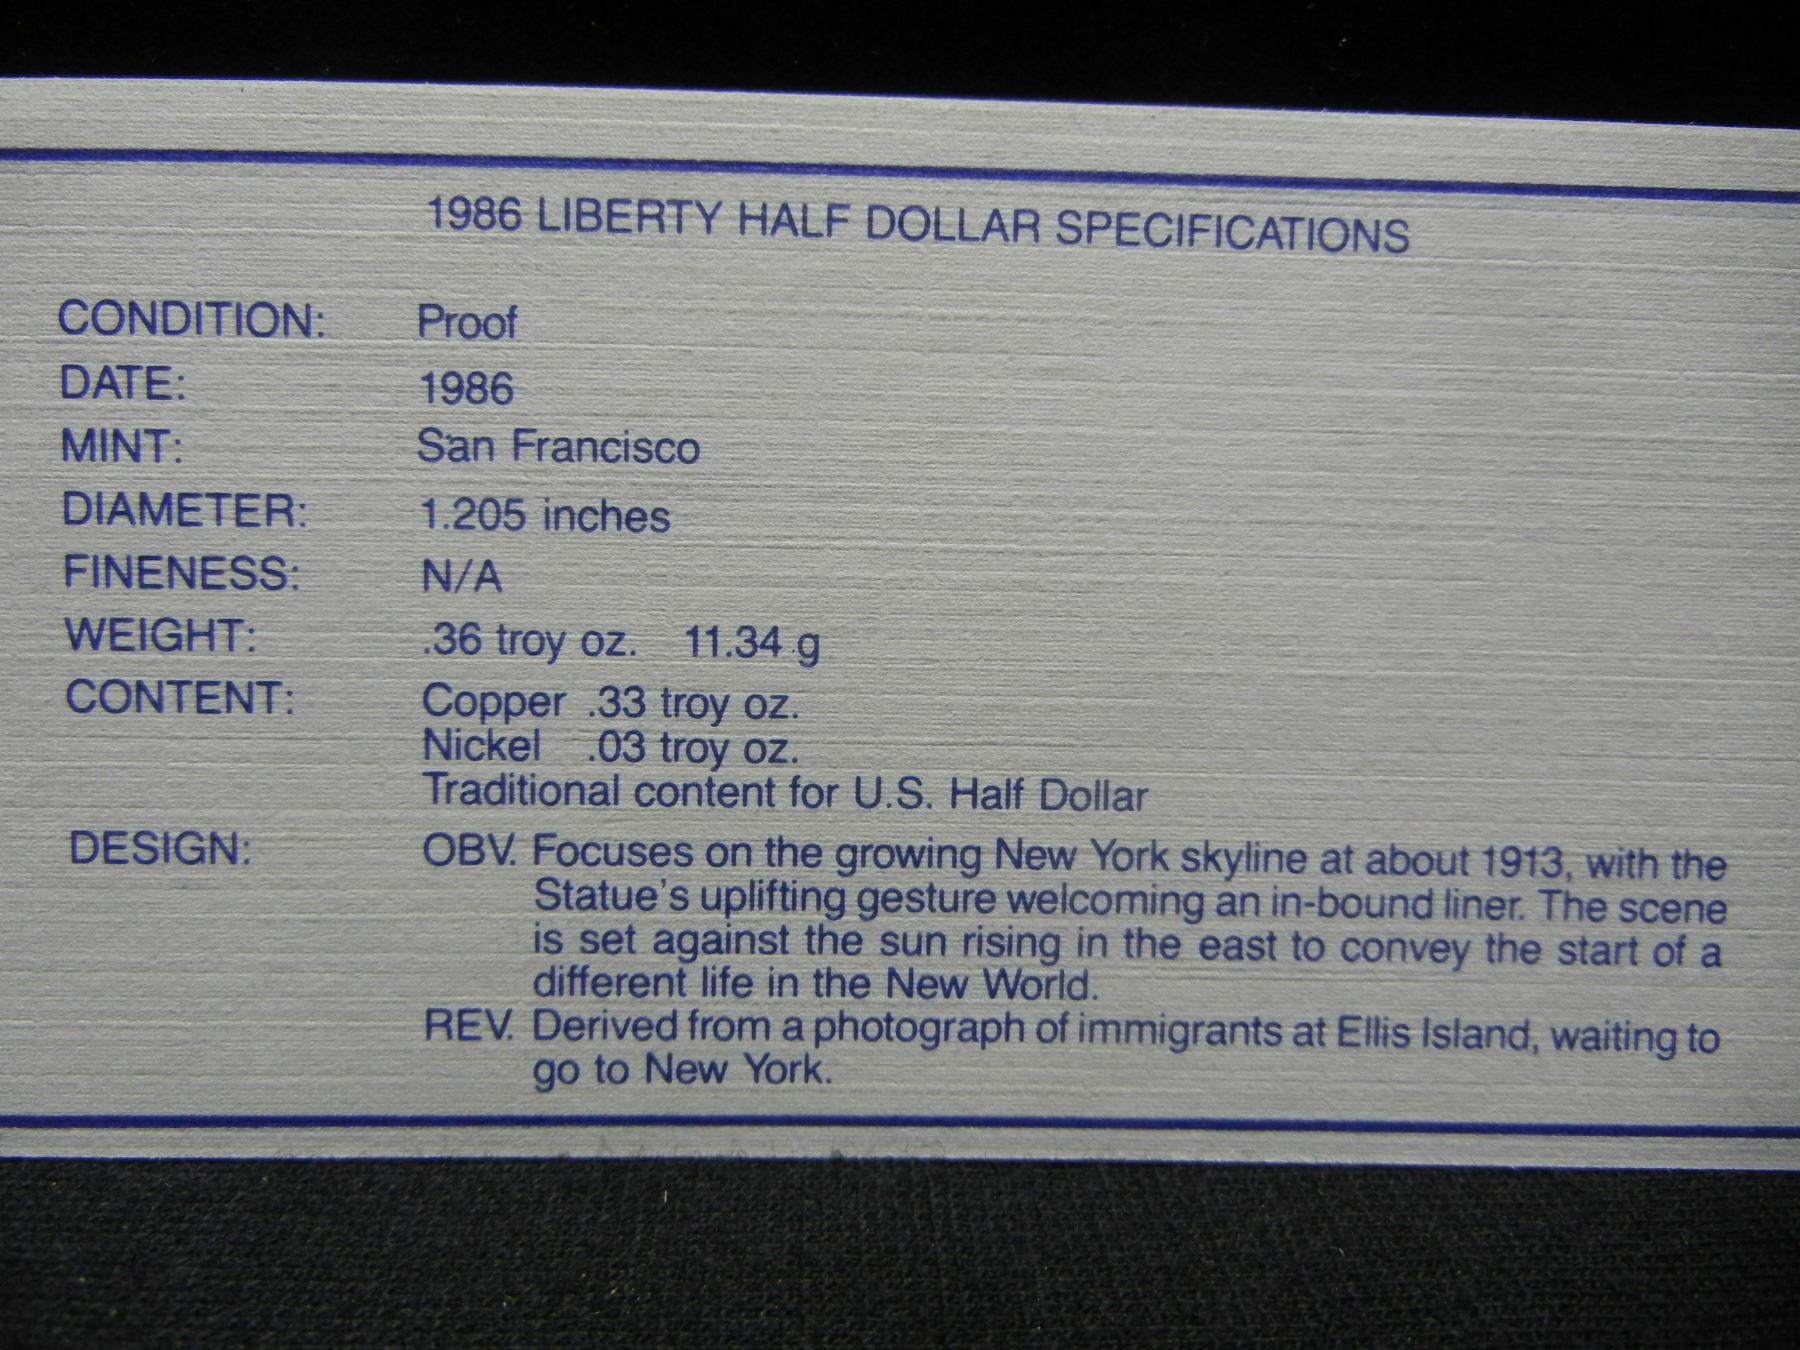 1986 LIBERTY HALF DOLLAR SPECIFICATIONS
CONDITION: Proof
DATE: 1986
MINT: San Francisco
DIAMETER: 1.205 inches
FINENESS: N/A
WEIGHT: .36 troy oz. 11.34 g
CONTENT: Copper .33 troy oz.
Nickel .03 troy oz.
Traditional content for U.S. Half Dollar
DESIGN: OBV. Focuses on the growing New York skyline at about 1913, with the
Statue's uplifting gesture welcoming an in-bound liner. The scene
is set against the sun rising in the east to convey the start of a
different life in the New World.
REV. Derived from a photograph of immigrants at Ellis Island, waiting to
go to New York.